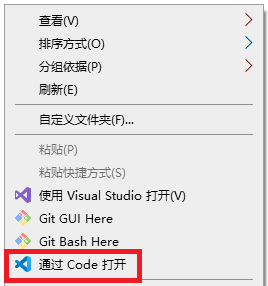 查看(V)
排序方式(O)
分组依据(P)
刷新(E)
自定义文件夹(F)...
粘贴(P)
粘贴快捷方式(S)
使用 Visual Studio 打开(V)
Git GUI Here
Git Bash Here
通过 Code 打开